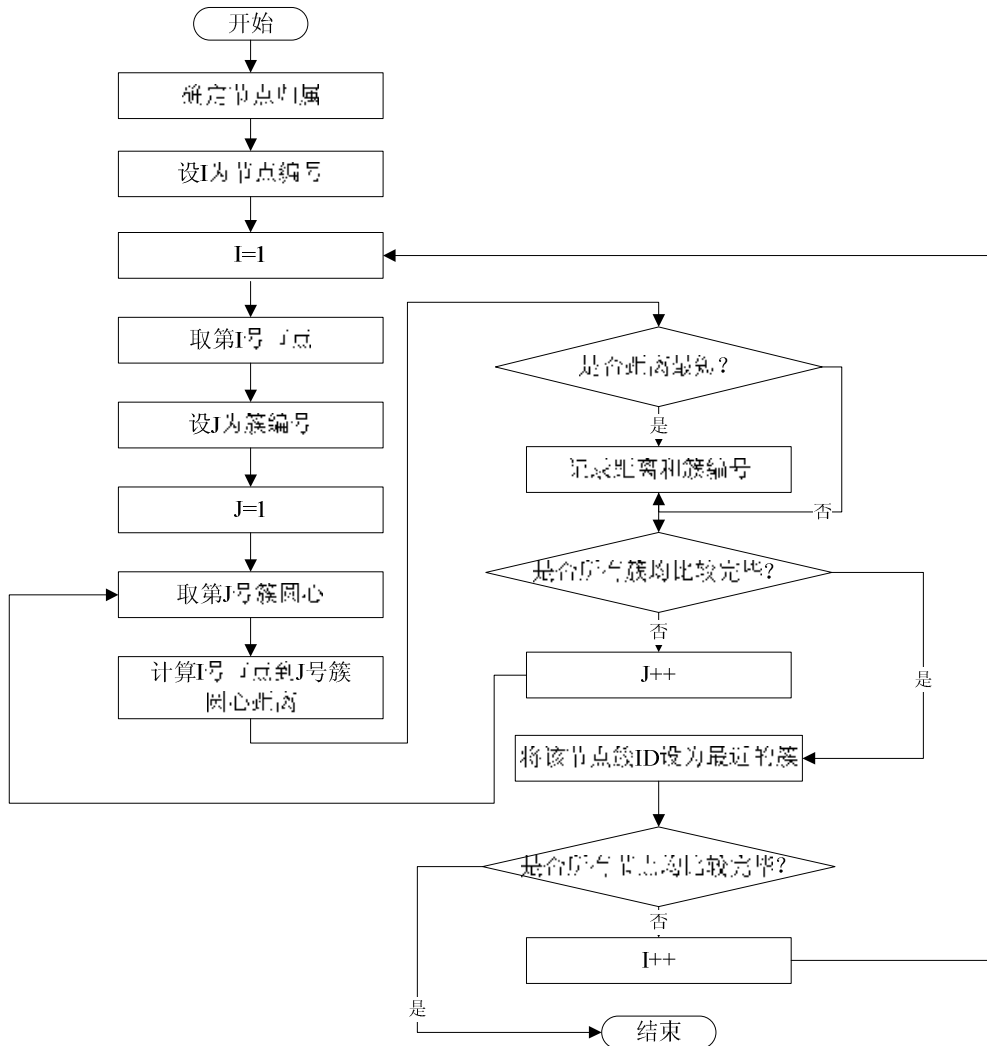 开始
确定节点归属
设I为节点编号
I=1
取第I号节点
设J为簇编号
J=1
取第J号簇圆心
计算I号节点到J号簇
圆心距离
是否距离最短？
是
记录距离和簇编号
否
是否所有簇均比较完毕？
否
是
J++
将该节点簇ID设为最近的簇
是否所有节点均比较完毕？
否
I++
是
结束